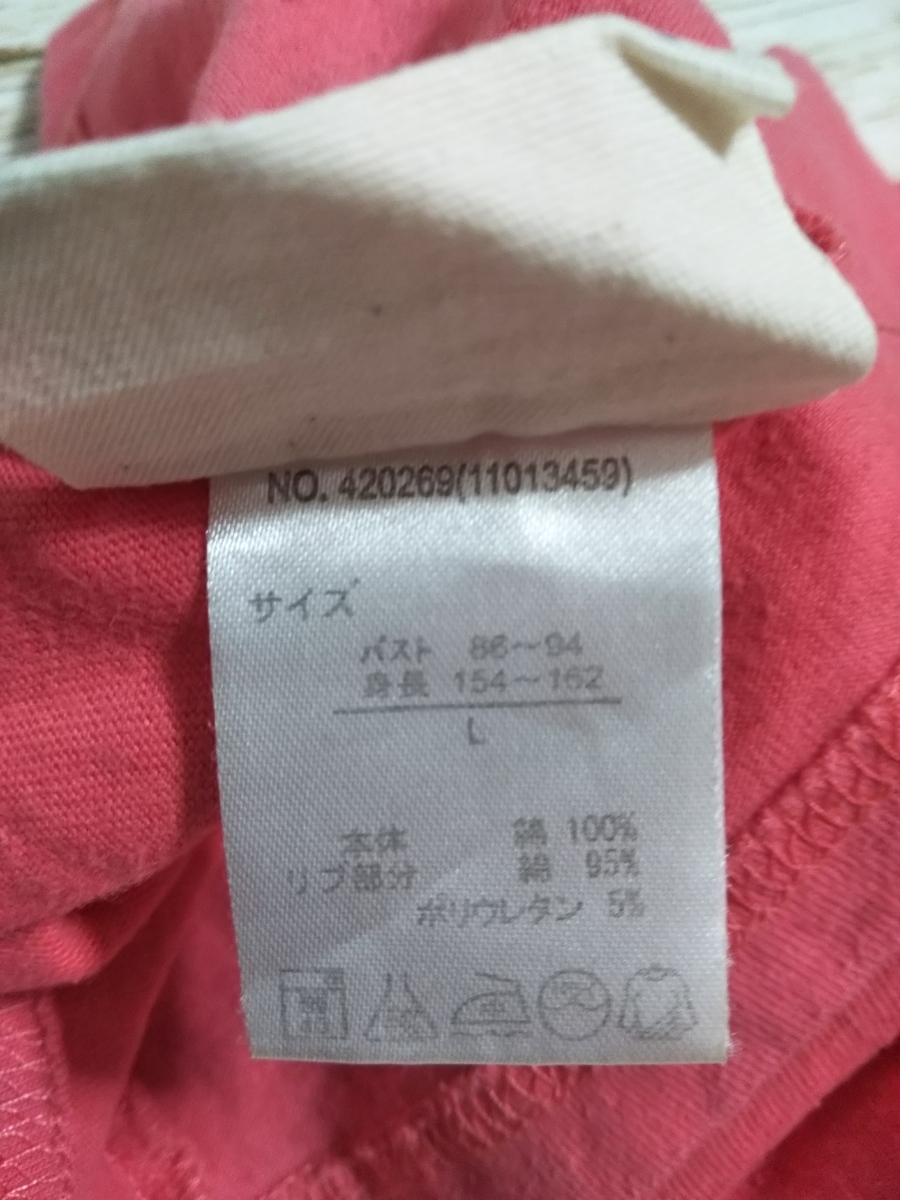 NO. 420269(11013459)
サイズ
バスト 86～94
身長 154～162
L
本体 綿 100%
リブ部分 綿 95%
ポリウレタン 5%